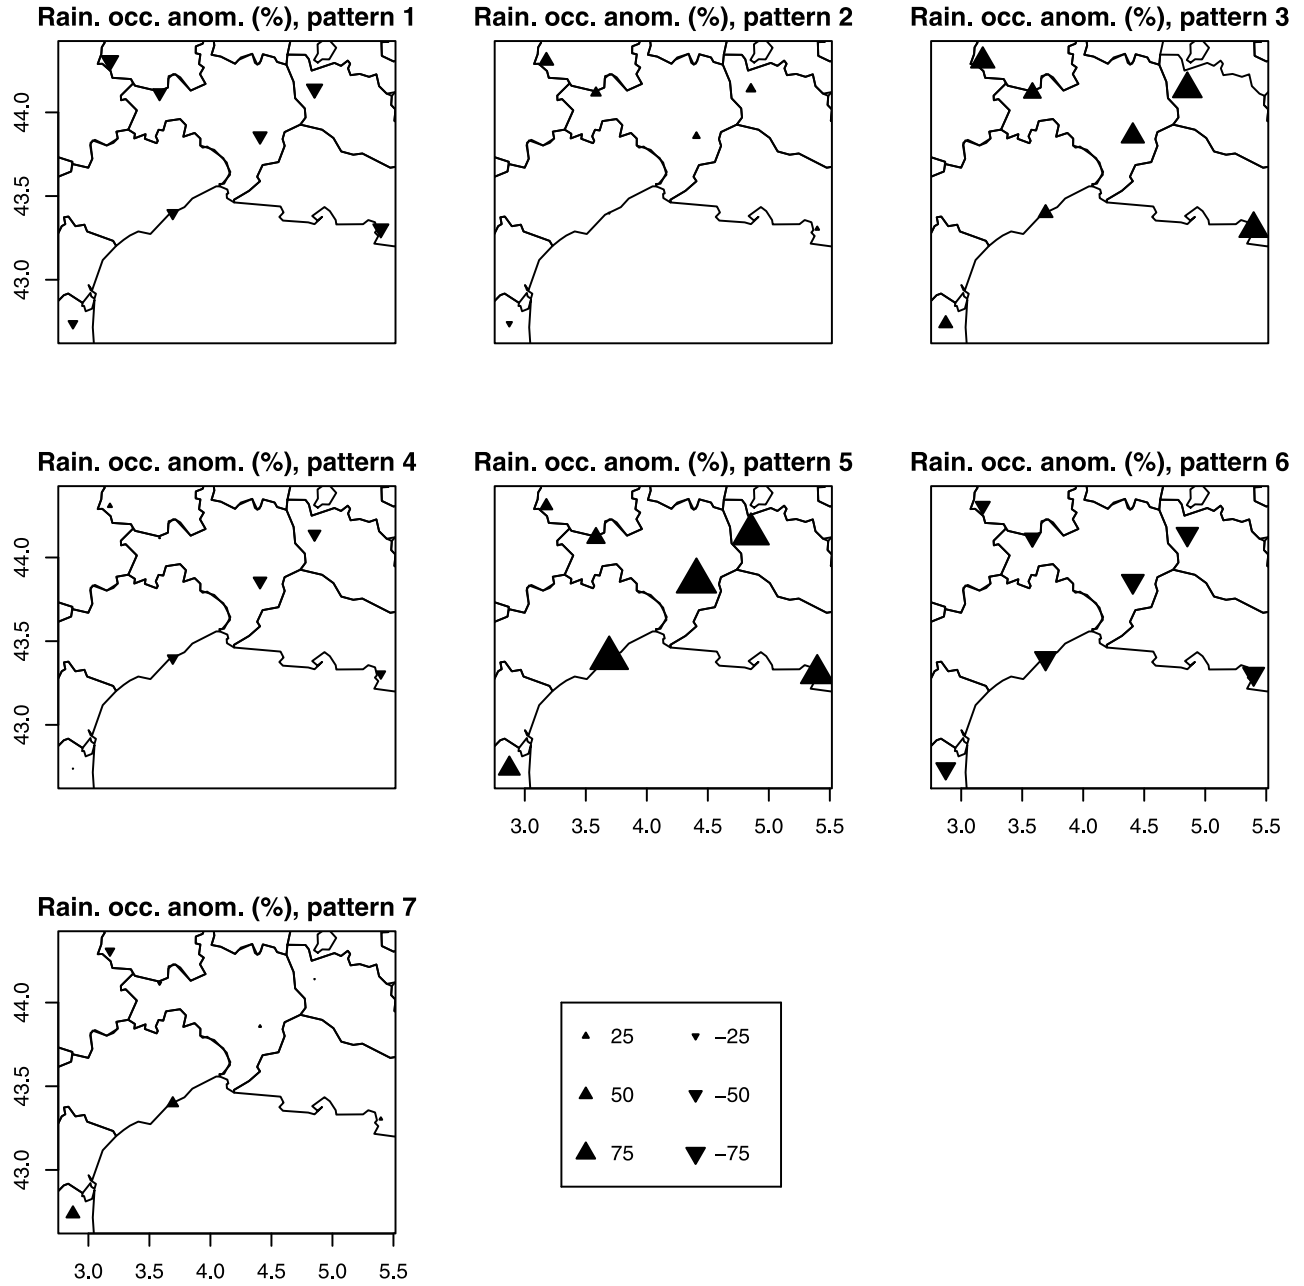 Rain. occ. anom. (%), pattern 1
Rain. occ. anom. (%), pattern 2
Rain. occ. anom. (%), pattern 3
44.0
43.5
43.0
Rain. occ. anom. (%), pattern 4
Rain. occ. anom. (%), pattern 5
Rain. occ. anom. (%), pattern 6
44.0
43.5
43.0
3.0 3.5 4.0 4.5 5.0 5.5
3.0 3.5 4.0 4.5 5.0 5.5
Rain. occ. anom. (%), pattern 7
44.0
43.5
43.0
3.0 3.5 4.0 4.5 5.0 5.5
25 −25
50 −50
75 −75